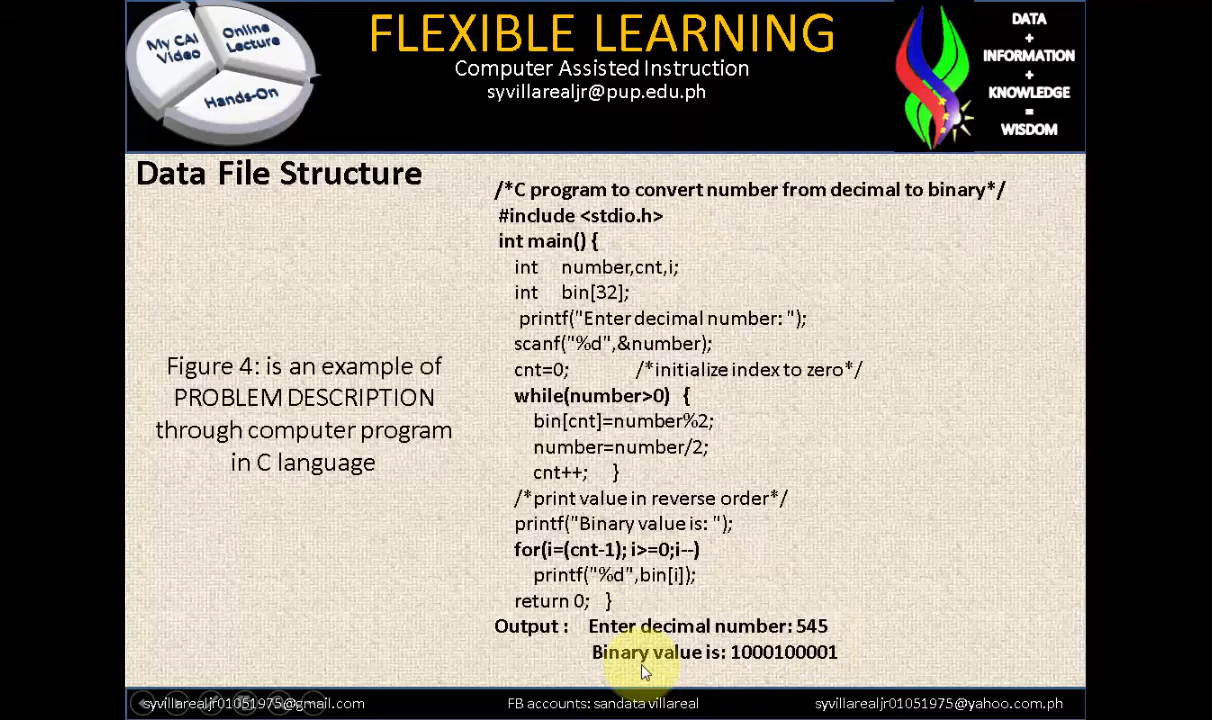 My CAI
Video
Online
Lecture
Hands-On
FLEXIBLE LEARNING
Computer Assisted Instruction
syvillarealjr@pup.edu.ph
DATA
+
INFORMATION
+
KNOWLEDGE
=
WISDOM
Data File Structure
Figure 4: is an example of
PROBLEM DESCRIPTION
through computer program
in C language
/*C program to convert number from decimal to binary*/
#include <stdio.h>
int main() {
int number,cnt,i;
int bin[32];
printf("Enter decimal number: ");
scanf("%d",&number);
cnt=0; /*initialize index to zero*/
while(number>0) {
bin[cnt]=number%2;
number=number/2;
cnt++; }
/*print value in reverse order*/
printf("Binary value is: ");
for(i=(cnt-1); i>=0;i--)
printf("%d",bin[i]);
return 0; }
Output : Enter decimal number: 545
Binary value is: 1000100001
syvillarealjr01051975@gmail.com
FB accounts: sandata villareal
syvillarealjr01051975@yahoo.com.ph